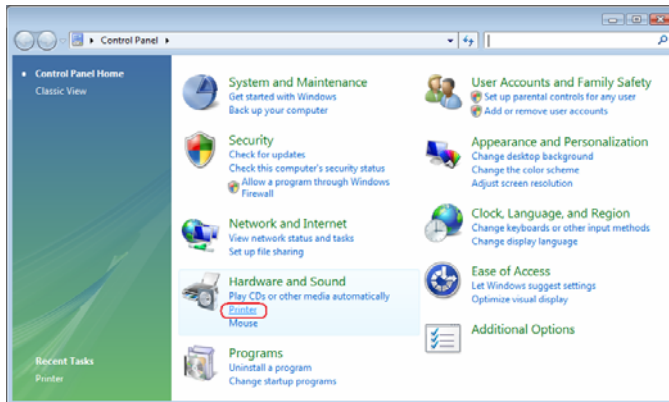 Control Panel
Control Panel Home
Classic View
System and Maintenance
Get started with Windows
Back up your computer
Security
Check for updates
Check this computer's security status
Allow a program through Windows
Firewall
Network and Internet
View network status and tasks
Set up file sharing
Hardware and Sound
Play CDs or other media automatically
Printer
Mouse
Programs
Uninstall a program
Change startup programs
User Accounts and Family Safety
Set up parental controls for any user
Add or remove user accounts
Appearance and Personalization
Change desktop background
Change the color scheme
Adjust screen resolution
Clock, Language, and Region
Change keyboards or other input methods
Change display language
Ease of Access
Let Windows suggest settings
Optimize visual display
Additional Options
Recent Tasks
Printer